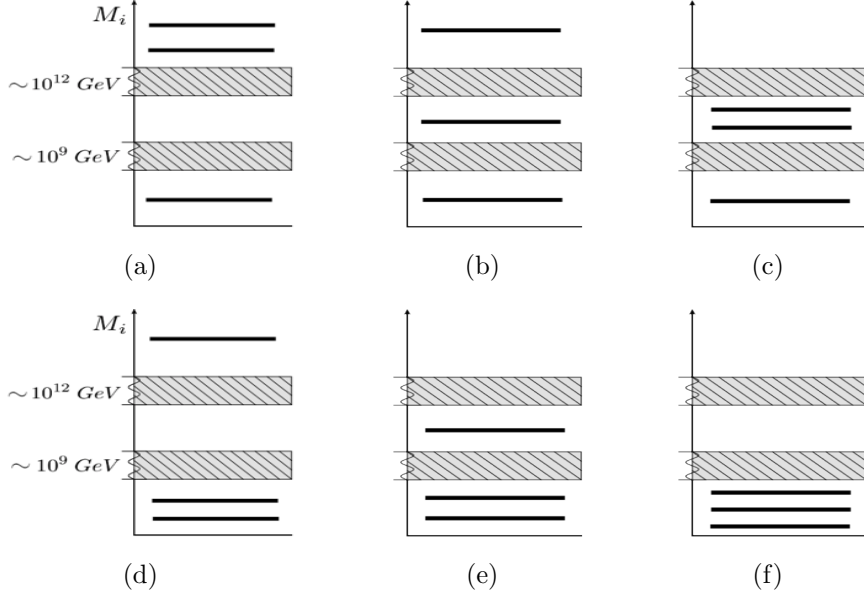 M_i
∼ 10^{12} GeV
∼ 10^9 GeV
(a) (b) (c)
M_i
∼ 10^{12} GeV
∼ 10^9 GeV
(d) (e) (f)